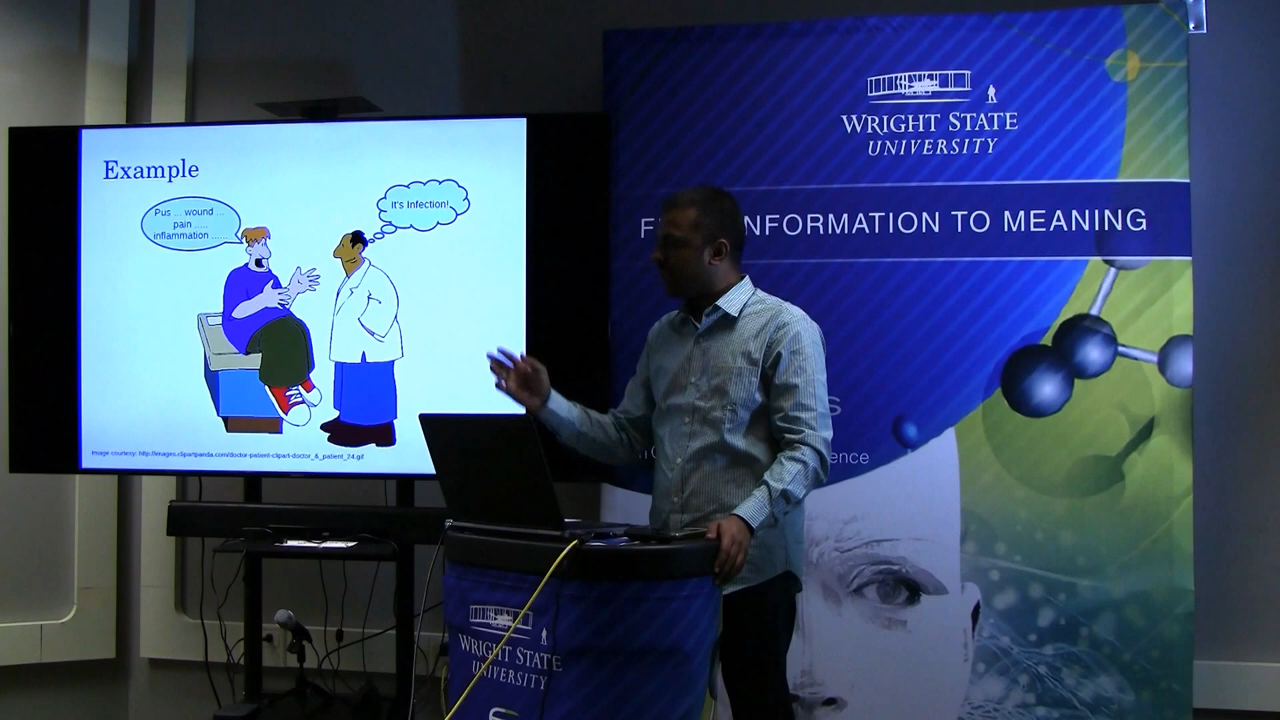 Example
Pus ... wound ...
pain .....
inflammation ......
It's Infection!
Image courtesy: http://images.clipartpanda.com/doctor-patient-clipart-doctor_&_patient_24.gif
WRIGHT STATE
UNIVERSITY
INFORMATION TO MEANING
WRIGHT STATE
UNIVERSITY